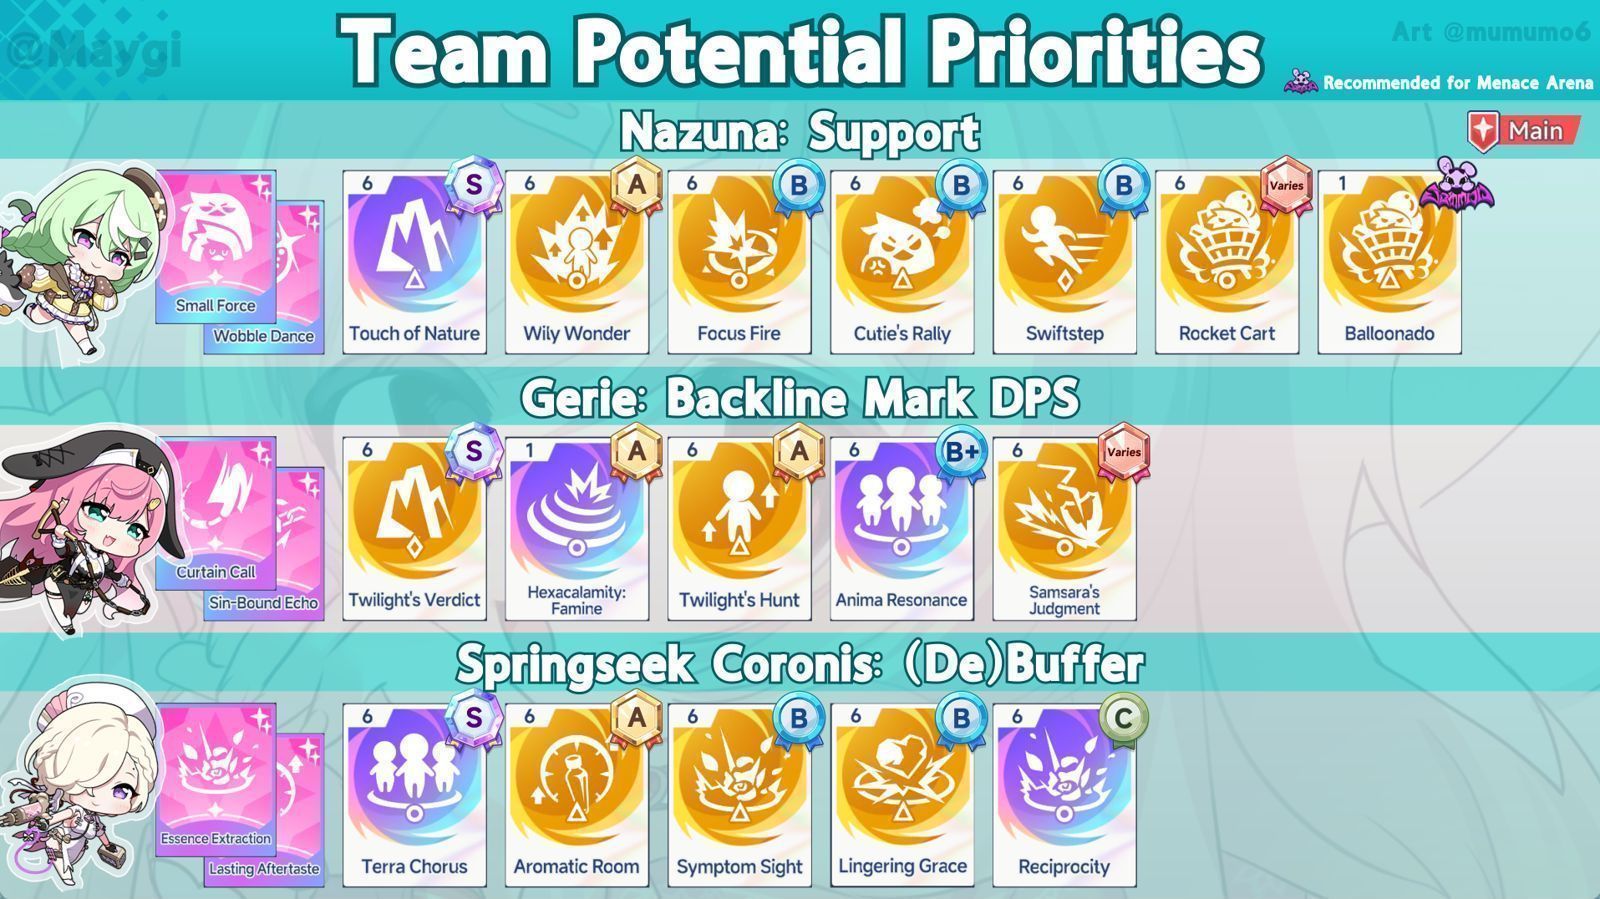 @Maygi
Team Potential Priorities
Art @mumumo6
Recommended for Menace Arena
Nazuna: Support
Main
Small Force
Wobble Dance
6 S
Touch of Nature
6 A
Wily Wonder
6 B
Focus Fire
6 B
Cutie's Rally
6 B
Swiftstep
6 Varies
Rocket Cart
1
Balloonado
Gerie: Backline Mark DPS
Curtain Call
Sin-Bound Echo
6 S
Twilight's Verdict
1 A
Hexacalamity:
Famine
6 A
Twilight's Hunt
6 B+
Anima Resonance
6 Varies
Samsara's
Judgment
Springseek Coronis: (De)Buffer
Essence Extraction
Lasting Aftertaste
6 S
Terra Chorus
6 A
Aromatic Room
6 B
Symptom Sight
6 B
Lingering Grace
6 C
Reciprocity